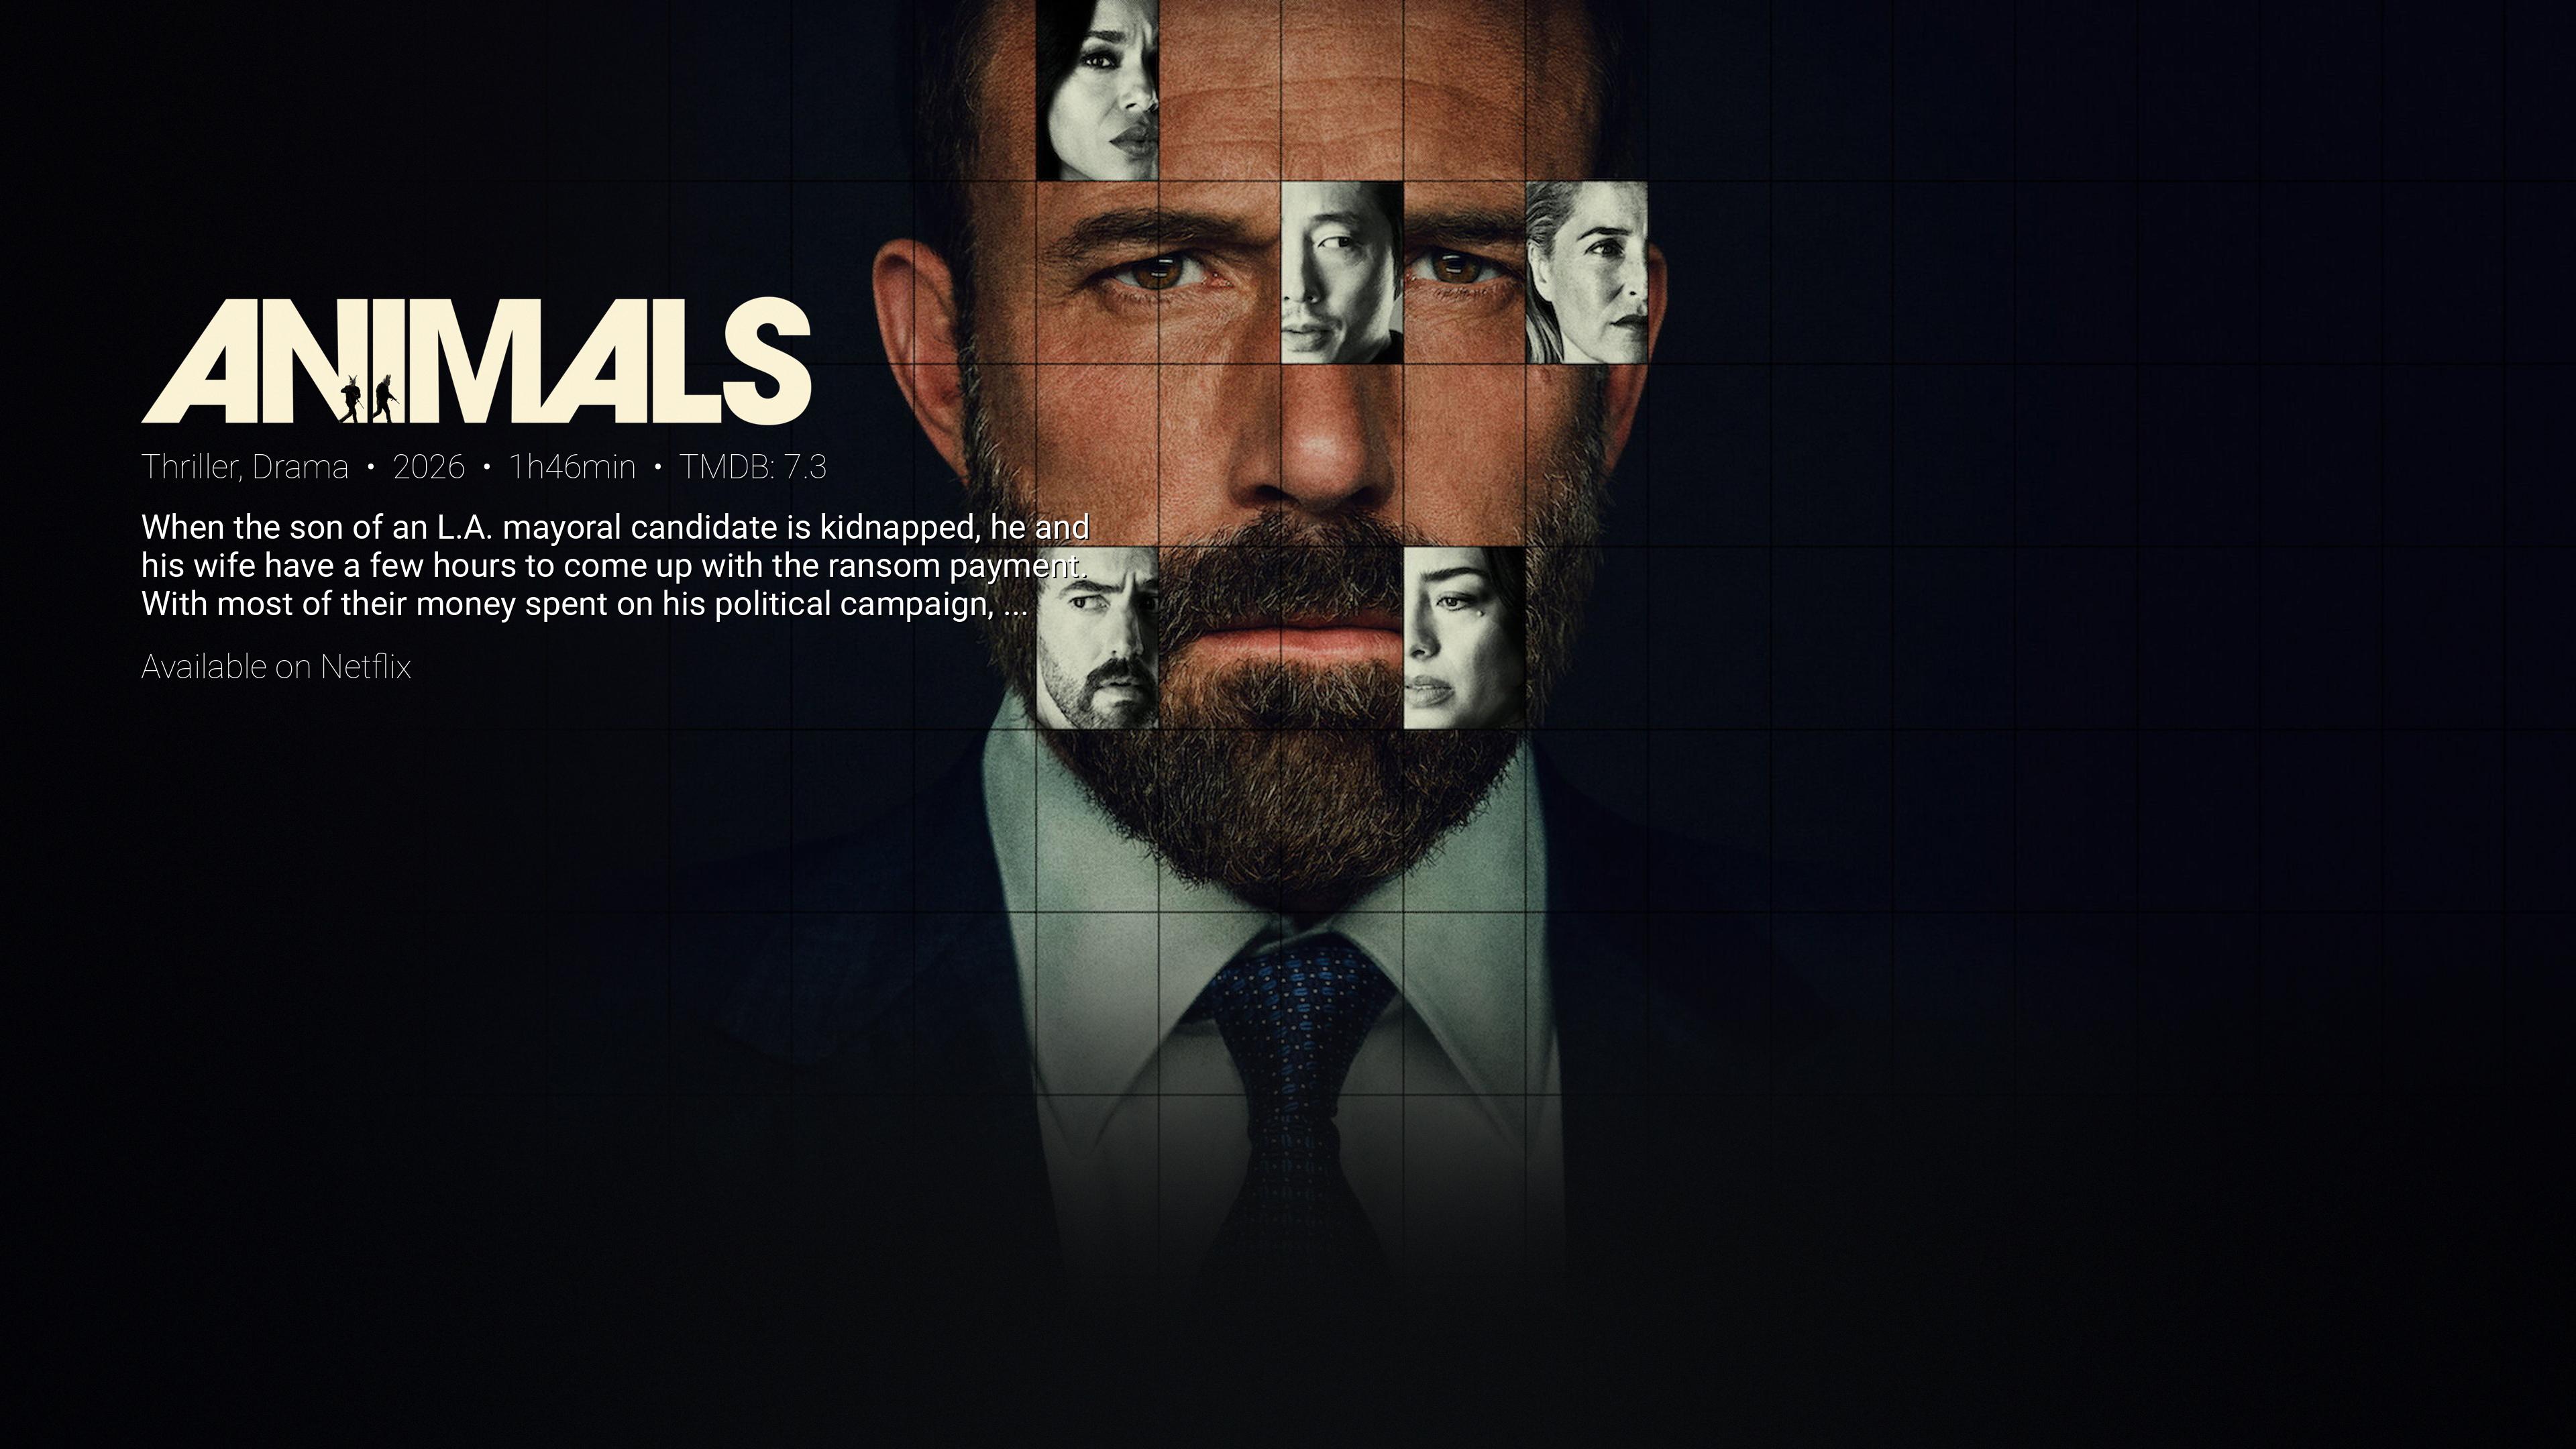 ANIMALS
Thriller, Drama • 2026 • 1h46min • TMDB: 7.3
When the son of an L.A. mayoral candidate is kidnapped, he and
his wife have a few hours to come up with the ransom payment.
With most of their money spent on his political campaign, ...
Available on Netflix